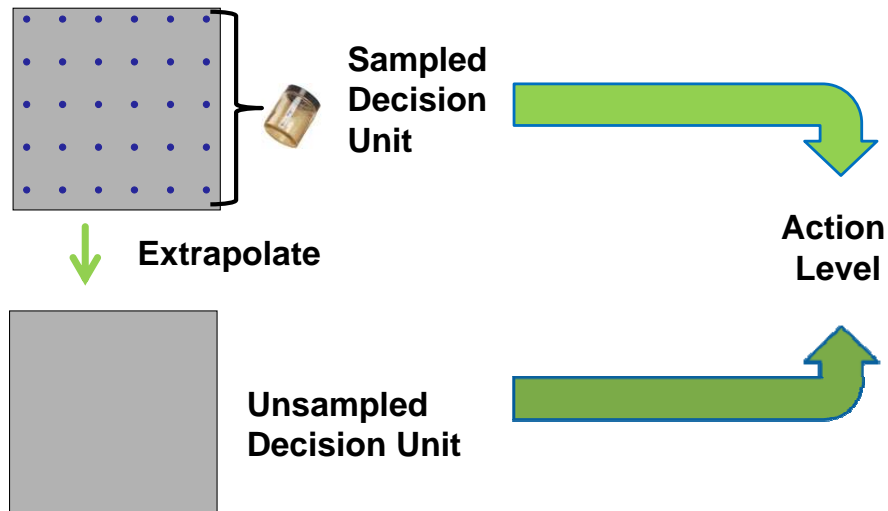 Sampled
Decision
Unit
Extrapolate
Action
Level
Unsampled
Decision Unit